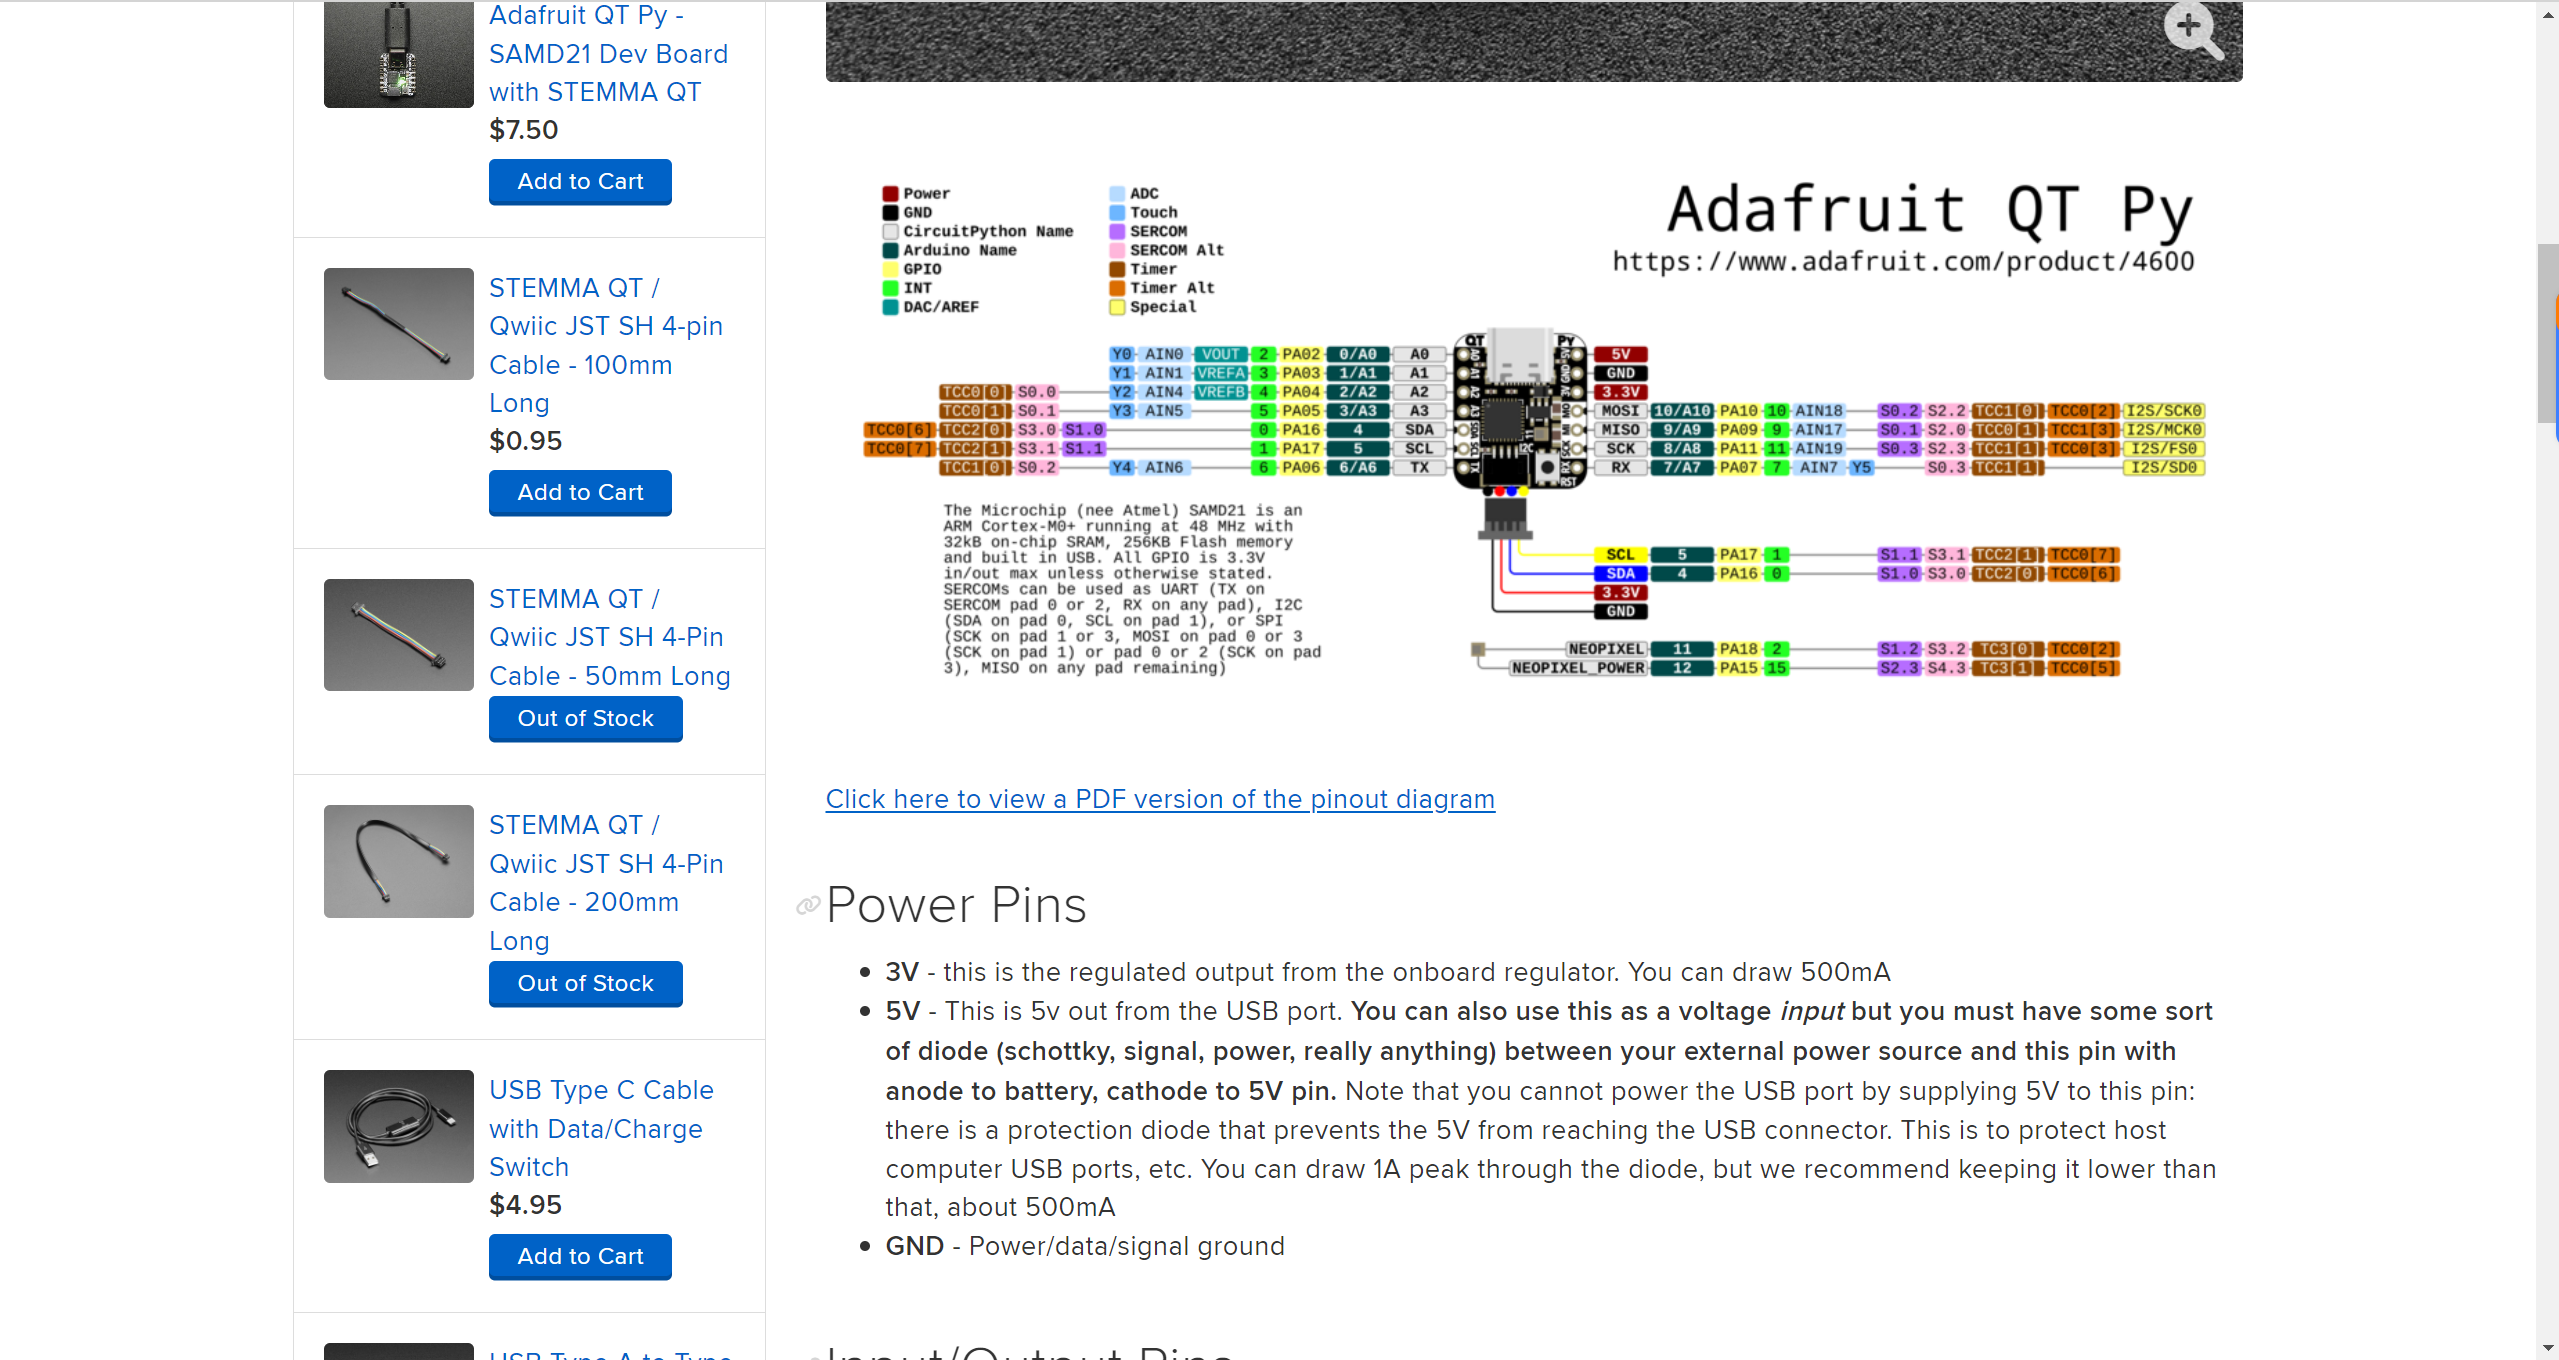 Adafruit QT Py -
SAMD21 Dev Board
with STEMMA QT
$7.50
Add to Cart
STEMMA QT /
Qwiic JST SH 4-pin
Cable - 100mm
Long
$0.95
Add to Cart
STEMMA QT /
Qwiic JST SH 4-Pin
Cable - 50mm Long
Out of Stock
STEMMA QT /
Qwiic JST SH 4-Pin
Cable - 200mm
Long
Out of Stock
USB Type C Cable
with Data/Charge
Switch
$4.95
Add to Cart
USB Type A to Type
Power
GND
CircuitPython Name
Arduino Name
GPIO
INT
DAC/AREF
ADC
Touch
SERCOM
SERCOM Alt
Timer
Timer Alt
Special
Adafruit QT Py
https://www.adafruit.com/product/4600
Y0 AIN0 VOUT 2 PA02 0/A0 A0
Y1 AIN1 VREFA 3 PA03 1/A1 A1
TCC0[0] S0.0 Y2 AIN4 VREFB 4 PA04 2/A2 A2
TCC0[1] S0.1 Y3 AIN5 5 PA05 3/A3 A3
TCC0[6] TCC2[0] S3.0 S1.0 0 PA16 4 SDA
TCC0[7] TCC2[1] S3.1 S1.1 1 PA17 5 SCL
TCC1[0] S0.2 Y4 AIN6 6 PA06 6/A6 TX
QT Py
A0 A1 A2 A3 SDA SCL TX
5V GND 3V MO MI SCK RX
I2C
RST
5V
GND
3.3V
MOSI 10/A10 PA10 10 AIN18 S0.2 S2.2 TCC1[0] TCC0[2] I2S/SCK0
MISO 9/A9 PA09 9 AIN17 S0.1 S2.0 TCC0[1] TCC1[3] I2S/MCK0
SCK 8/A8 PA11 11 AIN19 S0.3 S2.3 TCC1[1] TCC0[3] I2S/FS0
RX 7/A7 PA07 7 AIN7 Y5 S0.3 TCC1[1] I2S/SD0
SCL 5 PA17 1 S1.1 S3.1 TCC2[1] TCC0[7]
SDA 4 PA16 0 S1.0 S3.0 TCC2[0] TCC0[6]
3.3V
GND
NEOPIXEL 11 PA18 2 S1.2 S3.2 TC3[0] TCC0[2]
NEOPIXEL_POWER 12 PA15 15 S2.3 S4.3 TC3[1] TCC0[5]
The Microchip (nee Atmel) SAMD21 is an
ARM Cortex-M0+ running at 48 MHz with
32kB on-chip SRAM, 256KB Flash memory
and built in USB. All GPIO is 3.3V
in/out max unless otherwise stated.
SERCOMs can be used as UART (TX on
SERCOM pad 0 or 2, RX on any pad), I2C
(SDA on pad 0, SCL on pad 1), or SPI
(SCK on pad 1 or 3, MOSI on pad 0 or 3
(SCK on pad 1) or pad 0 or 2 (SCK on pad
3), MISO on any pad remaining)
Click here to view a PDF version of the pinout diagram
Power Pins
• 3V - this is the regulated output from the onboard regulator. You can draw 500mA
• 5V - This is 5v out from the USB port. You can also use this as a voltage input but you must have some sort
of diode (schottky, signal, power, really anything) between your external power source and this pin with
anode to battery, cathode to 5V pin. Note that you cannot power the USB port by supplying 5V to this pin:
there is a protection diode that prevents the 5V from reaching the USB connector. This is to protect host
computer USB ports, etc. You can draw 1A peak through the diode, but we recommend keeping it lower than
that, about 500mA
• GND - Power/data/signal ground
Input/Output Pins